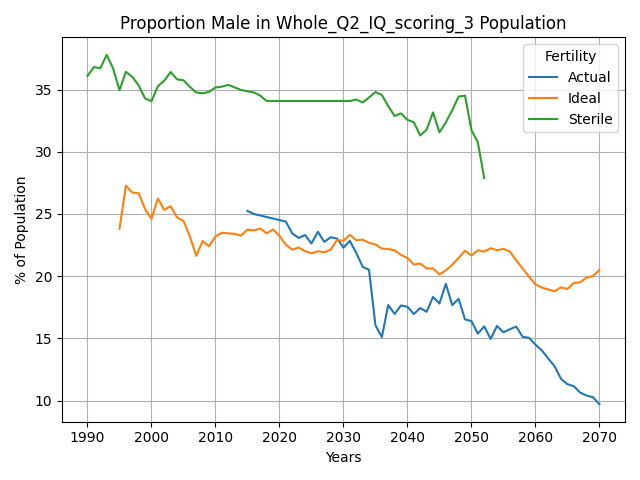 Proportion Male in Whole_Q2_IQ_scoring_3 Population
Fertility
Actual
Ideal
Sterile
% of Population
35
30
25
20
15
10
1990 2000 2010 2020 2030 2040 2050 2060 2070
Years